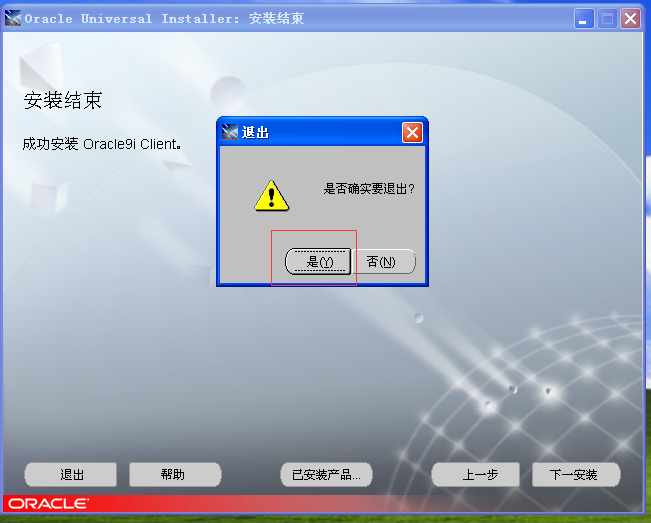 Oracle Universal Installer: 安装结束
安装结束
成功安装 Oracle9i Client。
退出
是否确实要退出?
是(Y) 否(N)
退出 帮助 已安装产品... 上一步 下一安装
ORACLE